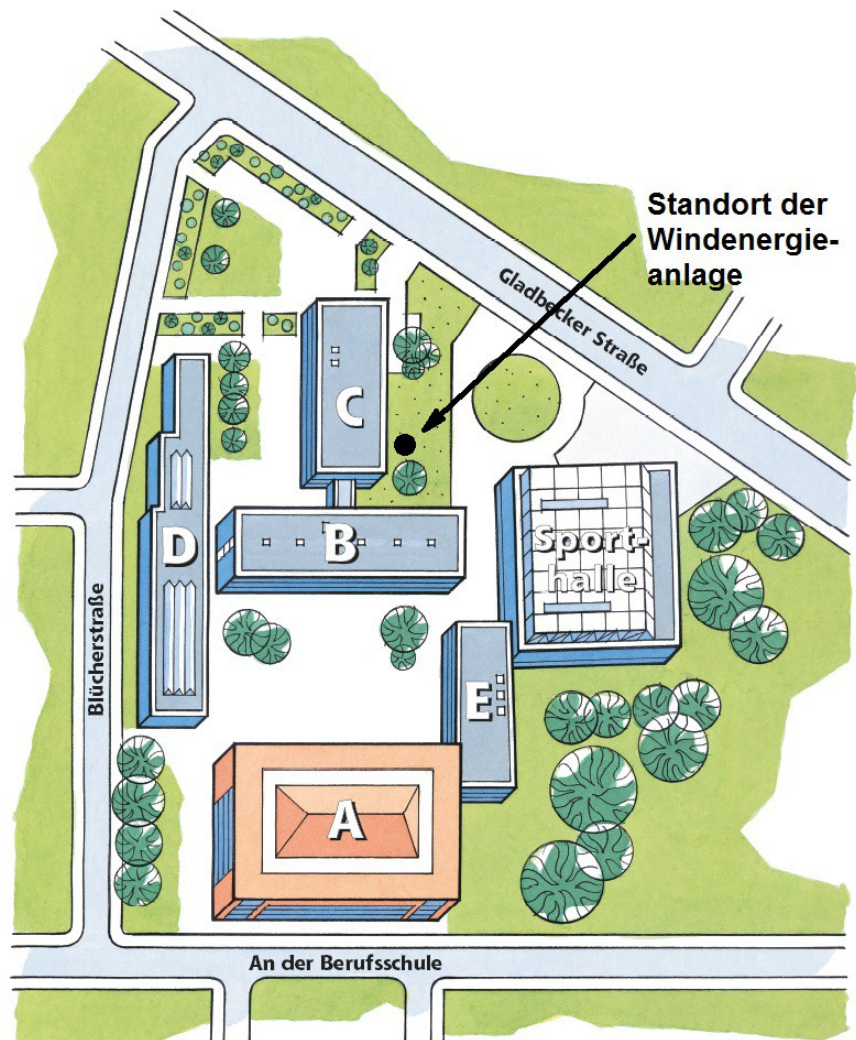 Standort der
Windenergie-
anlage
Gladbecker Straße
C
B
D
Sport-
halle
Blücherstraße
E
A
An der Berufsschule